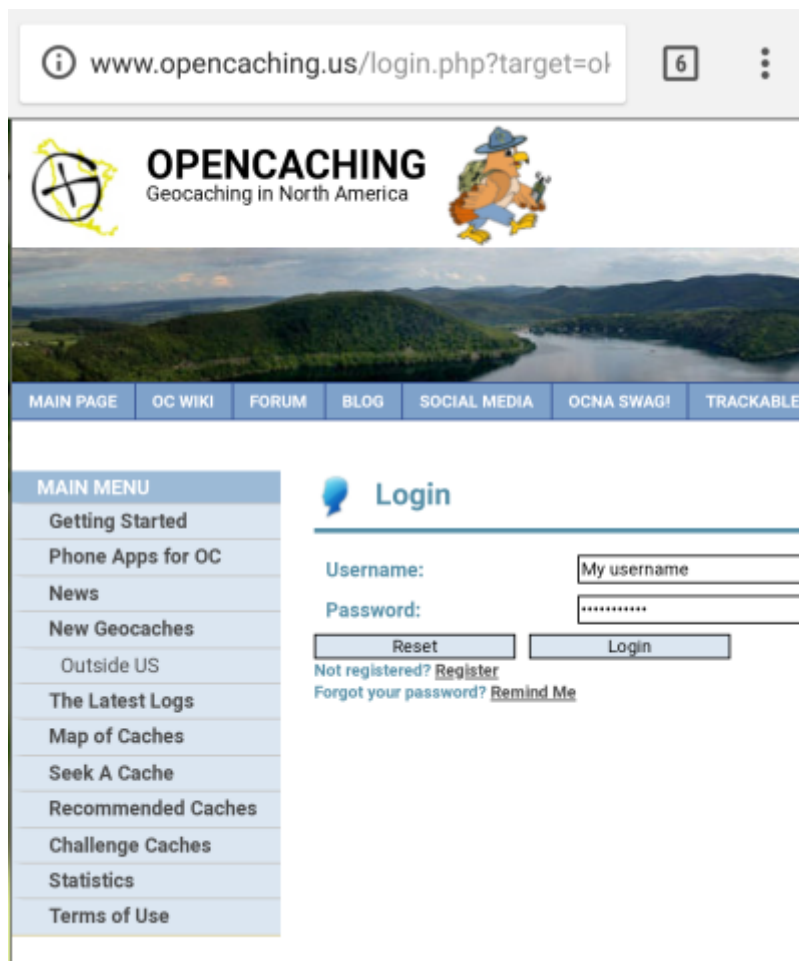 www.opencaching.us/login.php?target=ok
6
OPENCACHING
Geocaching in North America
MAIN PAGE OC WIKI FORUM BLOG SOCIAL MEDIA OCNA SWAG! TRACKABLE
MAIN MENU
Getting Started
Phone Apps for OC
News
New Geocaches
Outside US
The Latest Logs
Map of Caches
Seek A Cache
Recommended Caches
Challenge Caches
Statistics
Terms of Use
Login
Username: My username
Password: ···········
Reset Login
Not registered? Register
Forgot your password? Remind Me